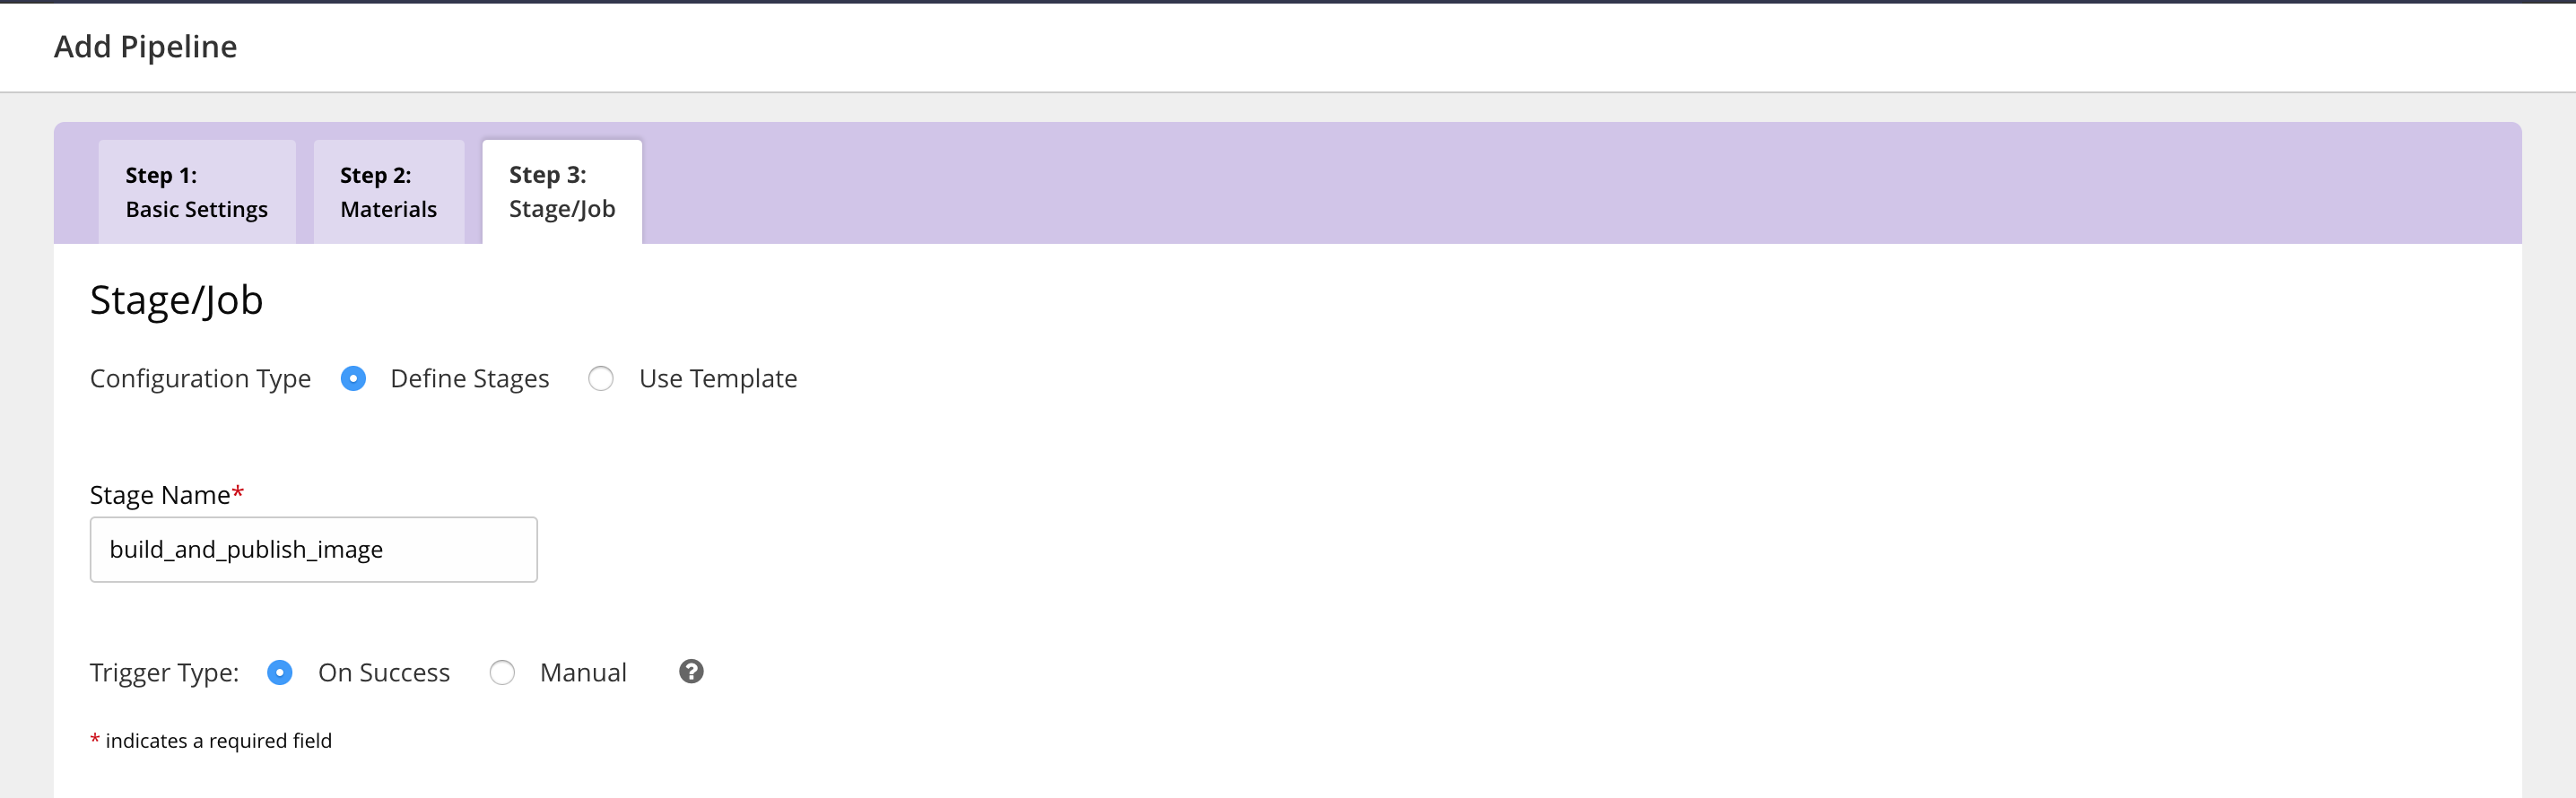 Add Pipeline
Step 1:
Basic Settings
Step 2:
Materials
Step 3:
Stage/Job
Stage/Job
Configuration Type Define Stages Use Template
Stage Name*
build_and_publish_image
Trigger Type: On Success Manual ?
* indicates a required field